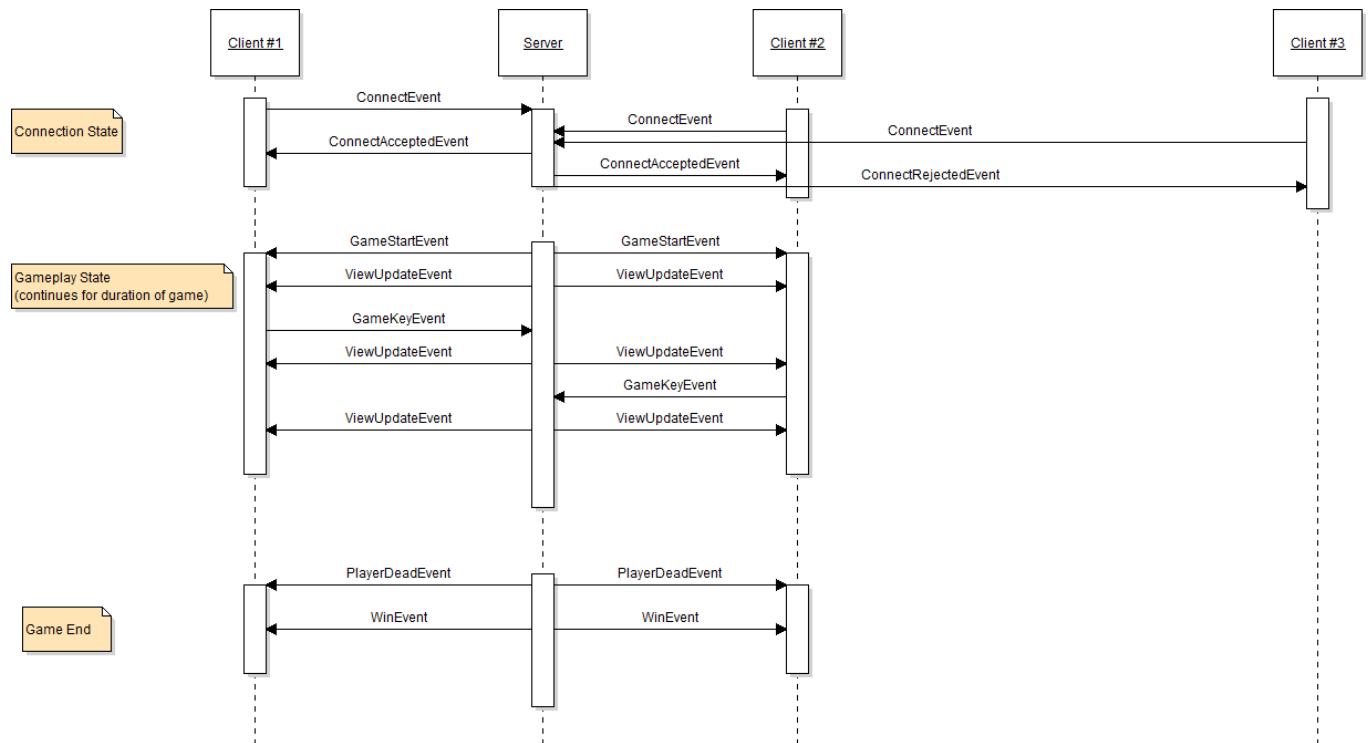 Client #1
Server
Client #2
Client #3
Connection State
ConnectEvent
ConnectEvent
ConnectEvent
ConnectAcceptedEvent
ConnectAcceptedEvent
ConnectRejectedEvent
Gameplay State
(continues for duration of game)
GameStartEvent
GameStartEvent
ViewUpdateEvent
ViewUpdateEvent
GameKeyEvent
ViewUpdateEvent
ViewUpdateEvent
GameKeyEvent
ViewUpdateEvent
ViewUpdateEvent
Game End
PlayerDeadEvent
PlayerDeadEvent
WinEvent
WinEvent